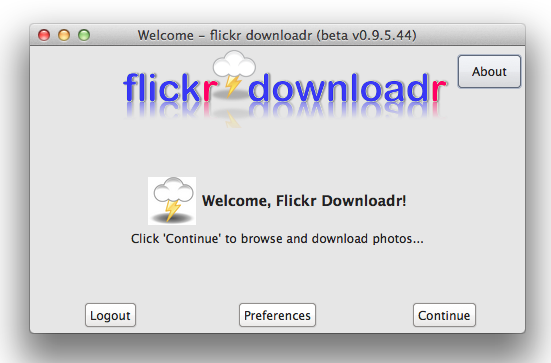 Welcome – flickr downloadr (beta v0.9.5.44)
About
flickr downloadr
Welcome, Flickr Downloadr!
Click 'Continue' to browse and download photos...
Logout
Preferences
Continue